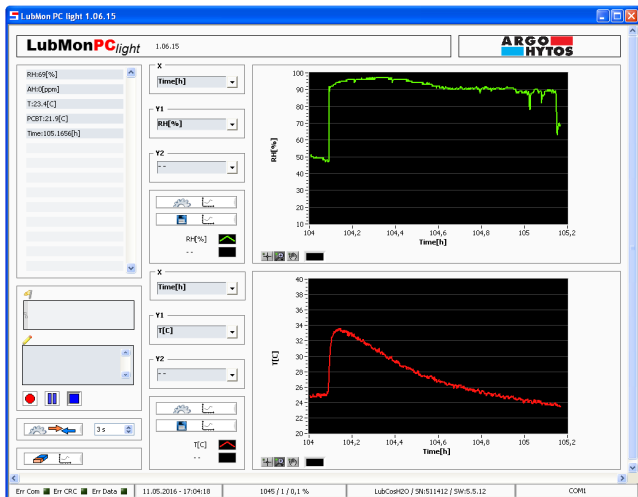 LubMon PC light 1.06.15
LubMonPClight 1.06.15
ARGO
HYTOS
RH:69[%]
AH:0[ppm]
T:23.4[C]
PCBT:21.9[C]
Time:105.1656[h]
X
Time[h]
Y1
RH[%]
Y2
--
RH[%]
--
100
90
80
70
60
50
40
30
20
10
RH[%]
104 104,2 104,4 104,6 104,8 105 105,2
Time[h]
X
Time[h]
Y1
T[C]
Y2
--
T[C]
--
40
38
36
34
32
30
28
26
24
22
20
T[C]
104 104,2 104,4 104,6 104,8 105 105,2
Time[h]
3 s
Err Com Err CRC Err Data 11.05.2016 - 17:04:18 1045 / 1 / 0,1 % LubCosH2O / SN:511412 / SW:5.5.12 COM1